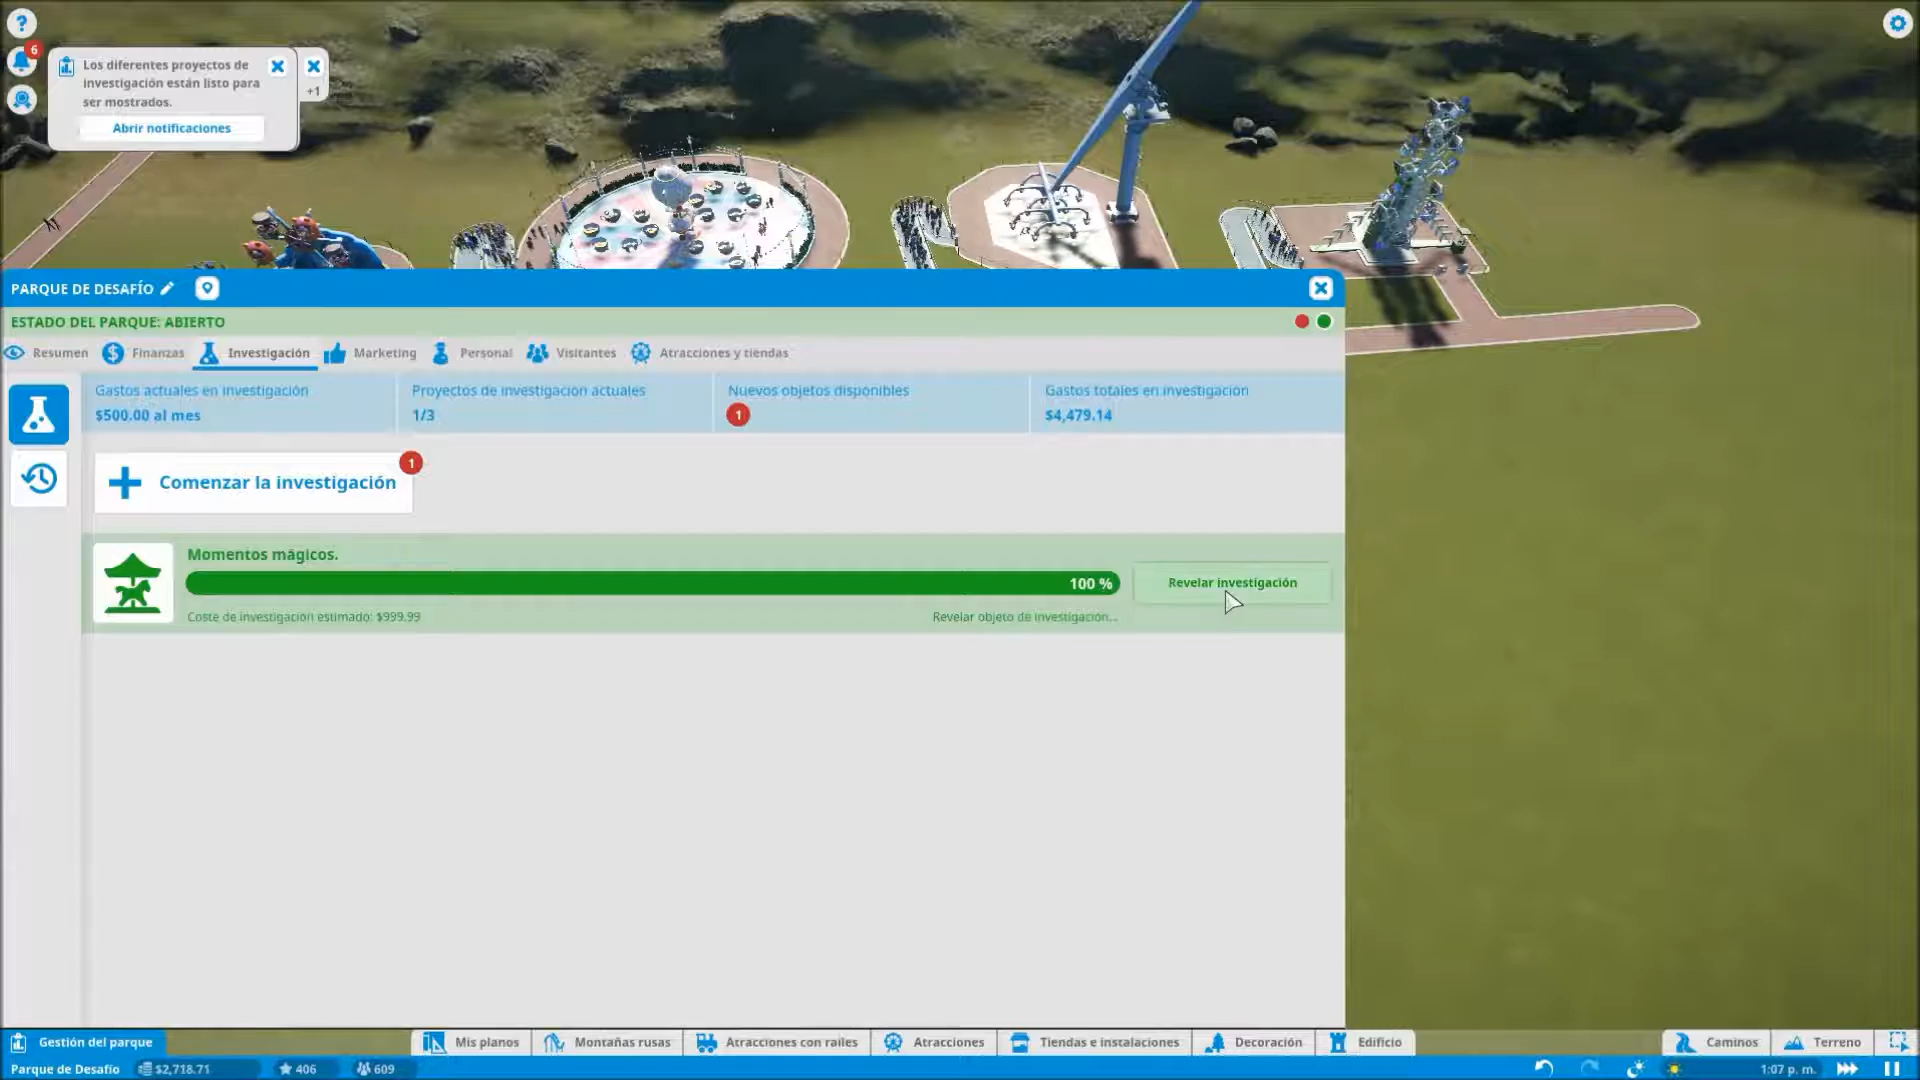 ?
6
Los diferentes proyectos de
investigación están listo para
ser mostrados.
+1
Abrir notificaciones
PARQUE DE DESAFÍO
ESTADO DEL PARQUE: ABIERTO
Resumen
Finanzas
Investigación
Marketing
Personal
Visitantes
Atracciones y tiendas
Gastos actuales en investigación
$500.00 al mes
Proyectos de investigación actuales
1/3
Nuevos objetos disponibles
1
Gastos totales en investigación
$4,479.14
Comenzar la investigación
1
Momentos mágicos.
100 %
Revelar investigación
Coste de investigación estimado: $999.99
Revelar objeto de investigación...
Gestión del parque
Mis planos
Montañas rusas
Atracciones con raíles
Atracciones
Tiendas e instalaciones
Decoración
Edificio
Caminos
Terreno
Parque de Desafío
$2,718.71
406
609
1:07 p. m.